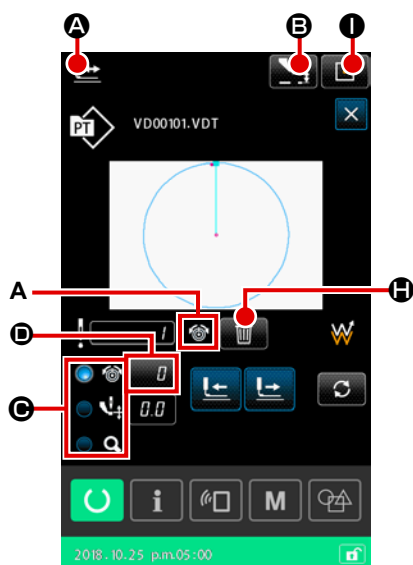 A B I
PT VD00101.VDT
A H
1
D
0
C 0.0
i M
2018.10.25 p.m.05:00